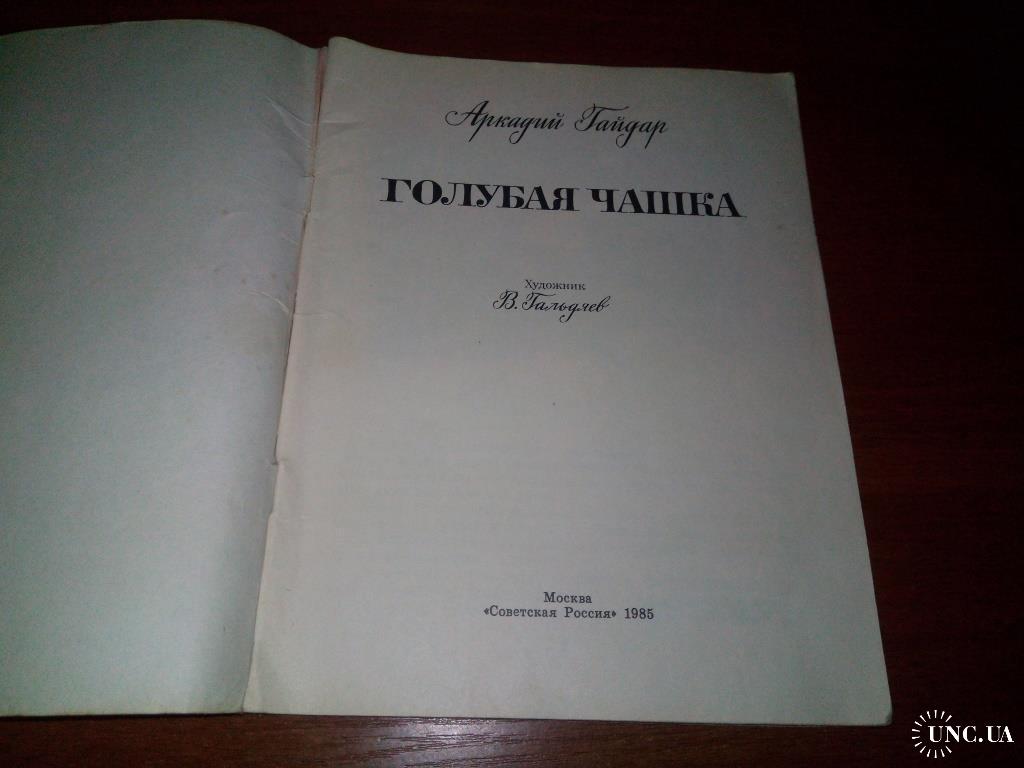 Аркадий Гайдар
ГОЛУБАЯ ЧАШКА
Художник
В. Гальдяев
Москва
«Советская Россия» 1985
UNC.UA